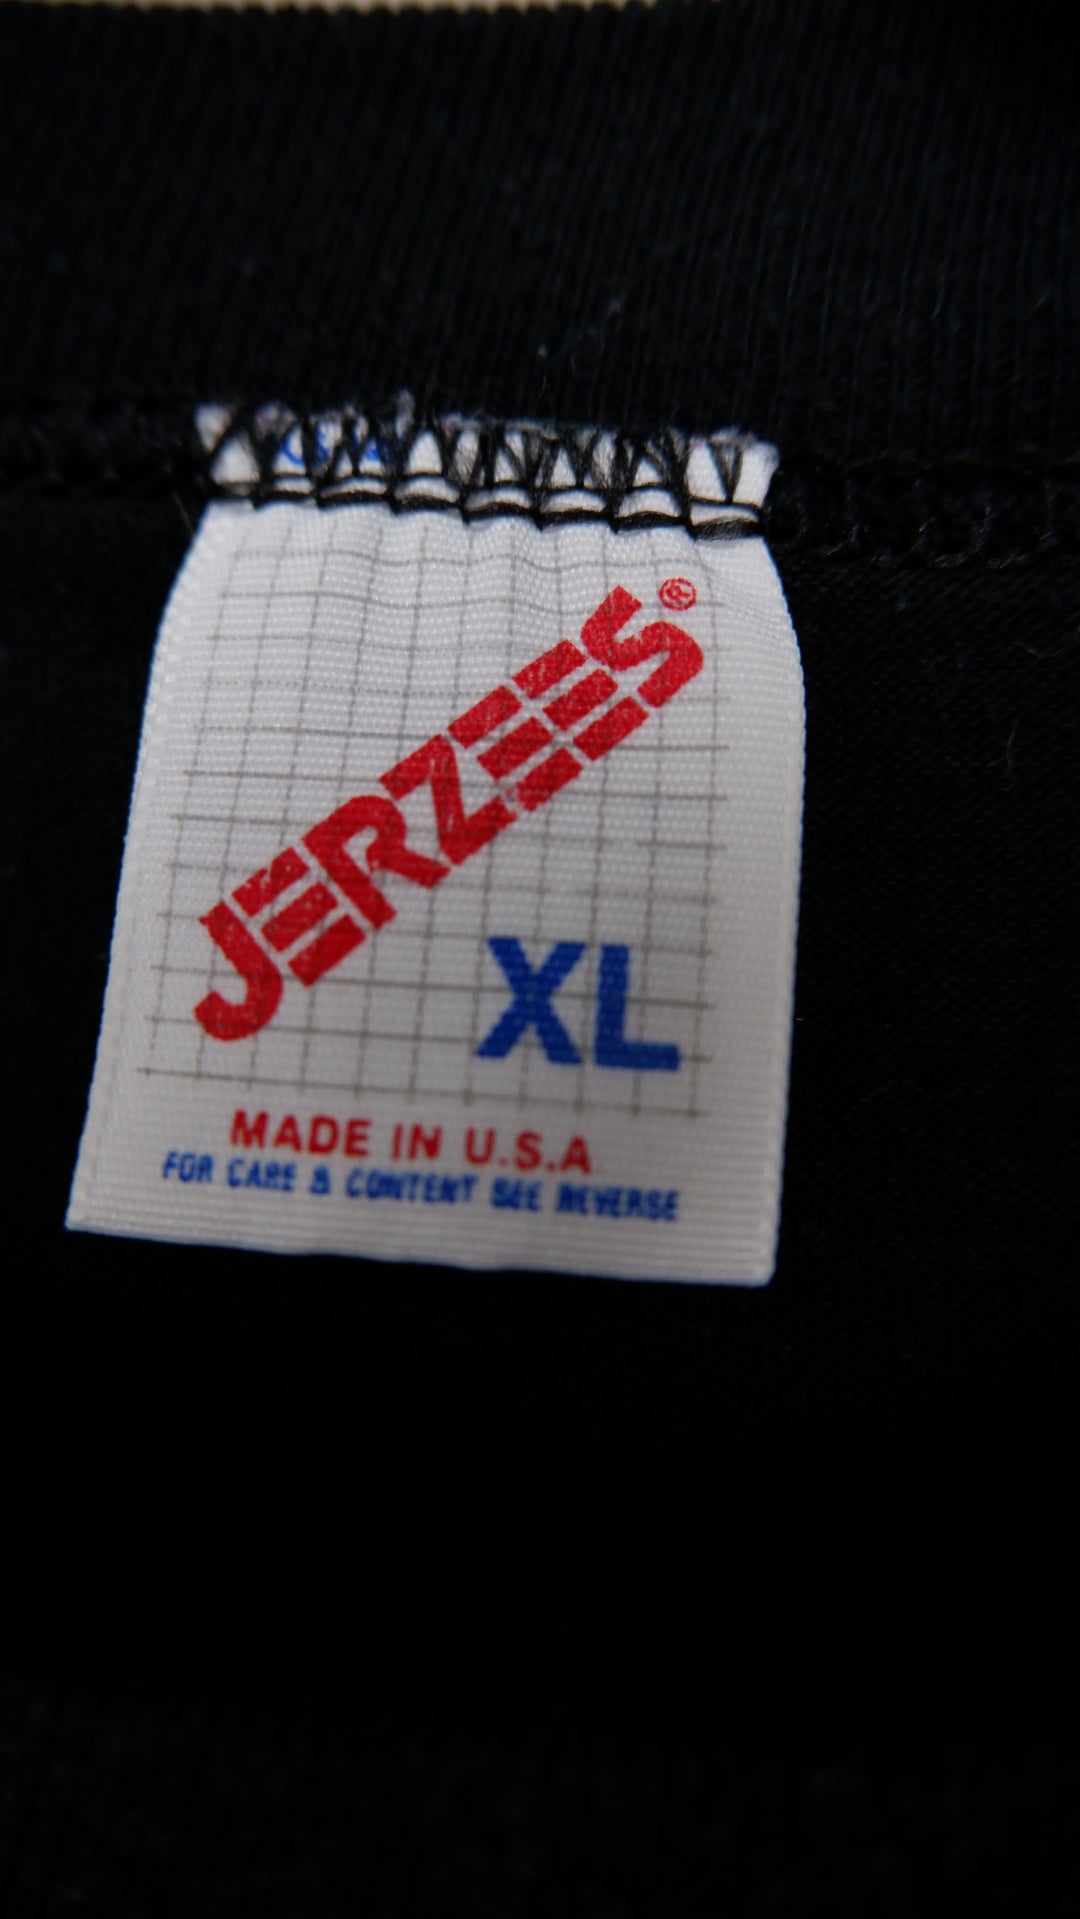 JERZEES®
XL
MADE IN U.S.A
FOR CARE & CONTENT SEE REVERSE